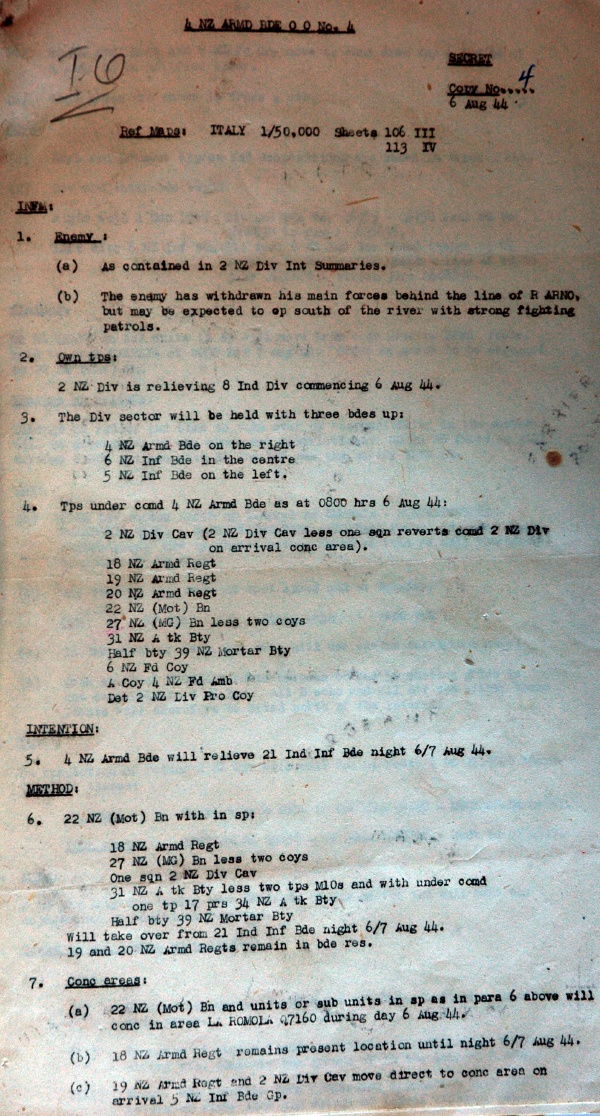 4 NZ ARMD BDE O O No. 4
I.O
SECRET
Copy No..4...
6 Aug 44
Ref Maps: ITALY 1/50,000 Sheets 106 III
113 IV
INFM:
1. Enemy :
(a) As contained in 2 NZ Div Int Summaries.
(b) The enemy has withdrawn his main forces behind the line of R ARNO,
but may be expected to op south of the river with strong fighting
patrols.
2. Own tps:
2 NZ Div is relieving 8 Ind Div commencing 6 Aug 44.
3. The Div sector will be held with three bdes up:
4 NZ Armd Bde on the right
6 NZ Inf Bde in the centre
5 NZ Inf Bde on the left.
4. Tps under comd 4 NZ Armd Bde as at 0800 hrs 6 Aug 44:
2 NZ Div Cav (2 NZ Div Cav less one sqn reverts comd 2 NZ Div
on arrival conc area).
18 NZ Armd Regt
19 NZ Armd Regt
20 NZ Armd Regt
22 NZ (Mot) Bn
27 NZ (MG) Bn less two coys
31 NZ A tk Bty
Half bty 39 NZ Mortar Bty
6 NZ Fd Coy
A Coy 4 NZ Fd Amb
Det 2 NZ Div Pro Coy
INTENTION:
5. 4 NZ Armd Bde will relieve 21 Ind Inf Bde night 6/7 Aug 44.
METHOD:
6. 22 NZ (Mot) Bn with in sp:
18 NZ Armd Regt
27 NZ (MG) Bn less two coys
One sqn 2 NZ Div Cav
31 NZ A tk Bty less two tps M10s and with under comd
one tp 17 prs 34 NZ A tk Bty
Half bty 39 NZ Mortar Bty
Will take over from 21 Ind Inf Bde night 6/7 Aug 44.
19 and 20 NZ Armd Regts remain in bde res.
7. Conc areas:
(a) 22 NZ (Mot) Bn and units or sub units in sp as in para 6 above will
conc in area LA ROMOLA Q7160 during day 6 Aug 44.
(b) 18 NZ Armd Regt remains present location until night 6/7 Aug 44.
(c) 19 NZ Armd Regt and 2 NZ Div Cav move direct to conc area on
arrival 5 NZ Inf Bde Gp.